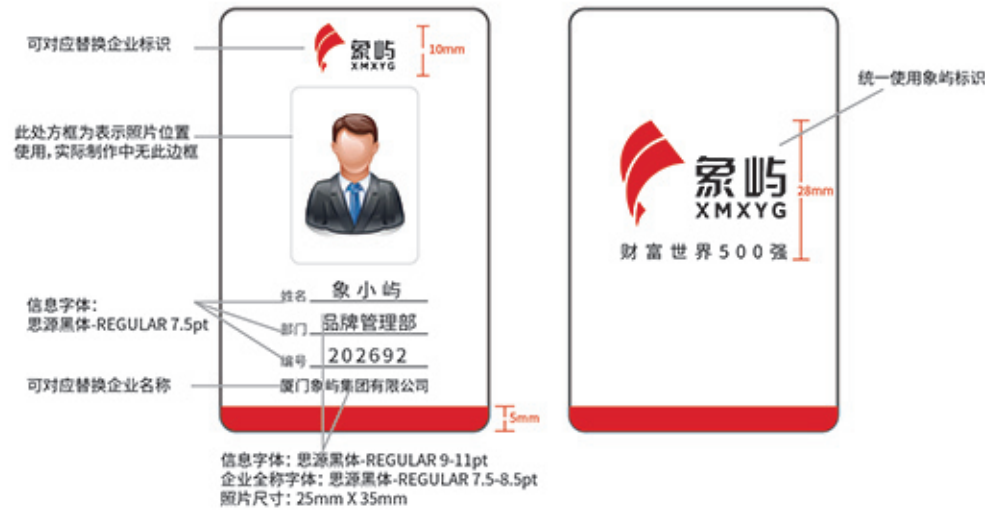 可对应替换企业标识
象屿
XMXYG
10mm
此处方框为表示照片位置
使用,实际制作中无此边框
信息字体:
思源黑体-REGULAR 7.5pt
姓名 象小屿
部门 品牌管理部
编号 202692
可对应替换企业名称
厦门象屿集团有限公司
5mm
信息字体:思源黑体-REGULAR 9-11pt
企业全称字体:思源黑体-REGULAR 7.5-8.5pt
照片尺寸:25mm X 35mm
统一使用象屿标识
象屿
XMXYG
财富世界500强
28mm